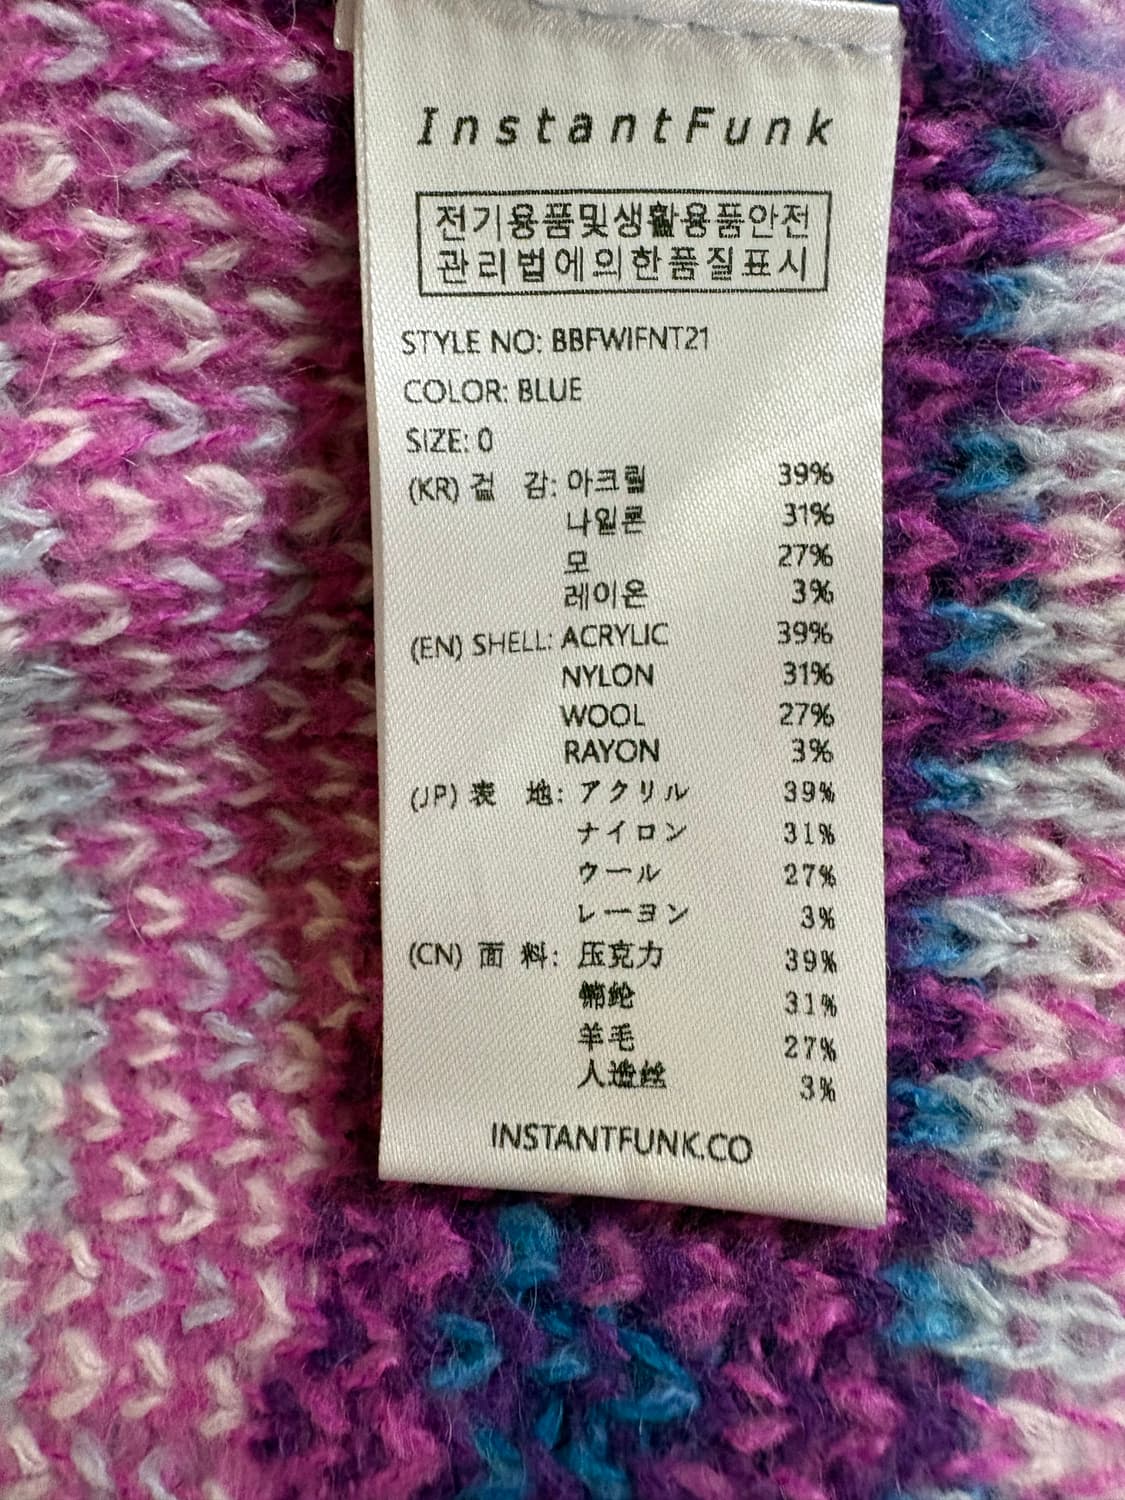 InstantFunk
전기용품및생활용품안전
관리법에의한품질표시
STYLE NO: BBFWIFNT21
COLOR: BLUE
SIZE: 0
(KR) 겉 감: 아크릴 39%
나일론 31%
모 27%
레이온 3%
(EN) SHELL: ACRYLIC 39%
NYLON 31%
WOOL 27%
RAYON 3%
(JP) 表 地: アクリル 39%
ナイロン 31%
ウール 27%
レーヨン 3%
(CN) 面 料: 压克力 39%
锦纶 31%
羊毛 27%
人造丝 3%
INSTANTFUNK.CO